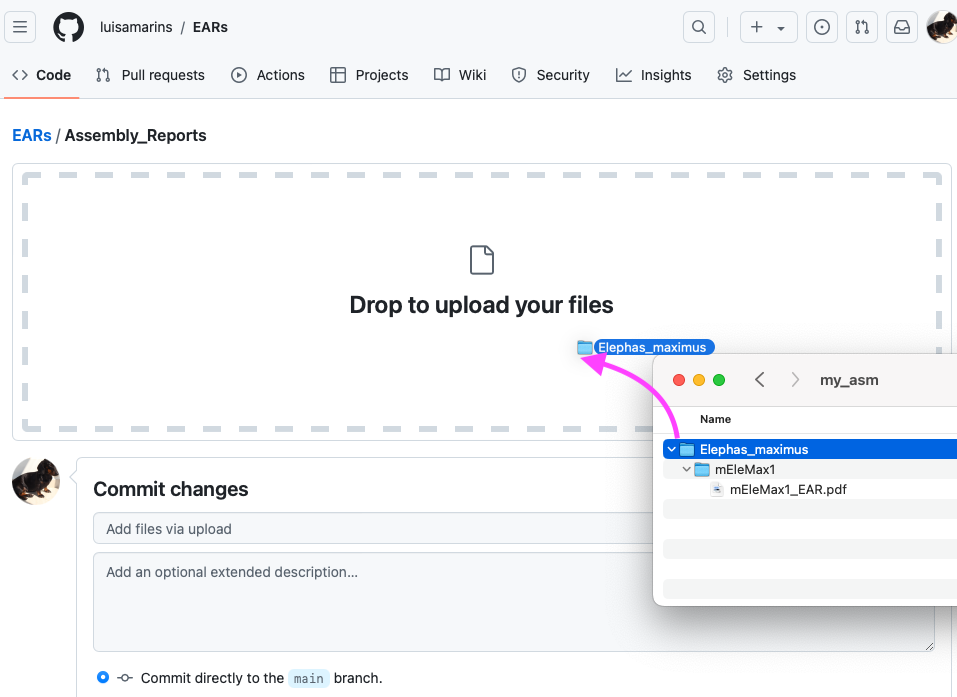 luisamarins / EARs
Code Pull requests Actions Projects Wiki Security Insights Settings
EARs / Assembly_Reports
Drop to upload your files
Elephas_maximus
my_asm
Name
Elephas_maximus
mEleMax1
mEleMax1_EAR.pdf
Commit changes
Add files via upload
Add an optional extended description…
Commit directly to the main branch.